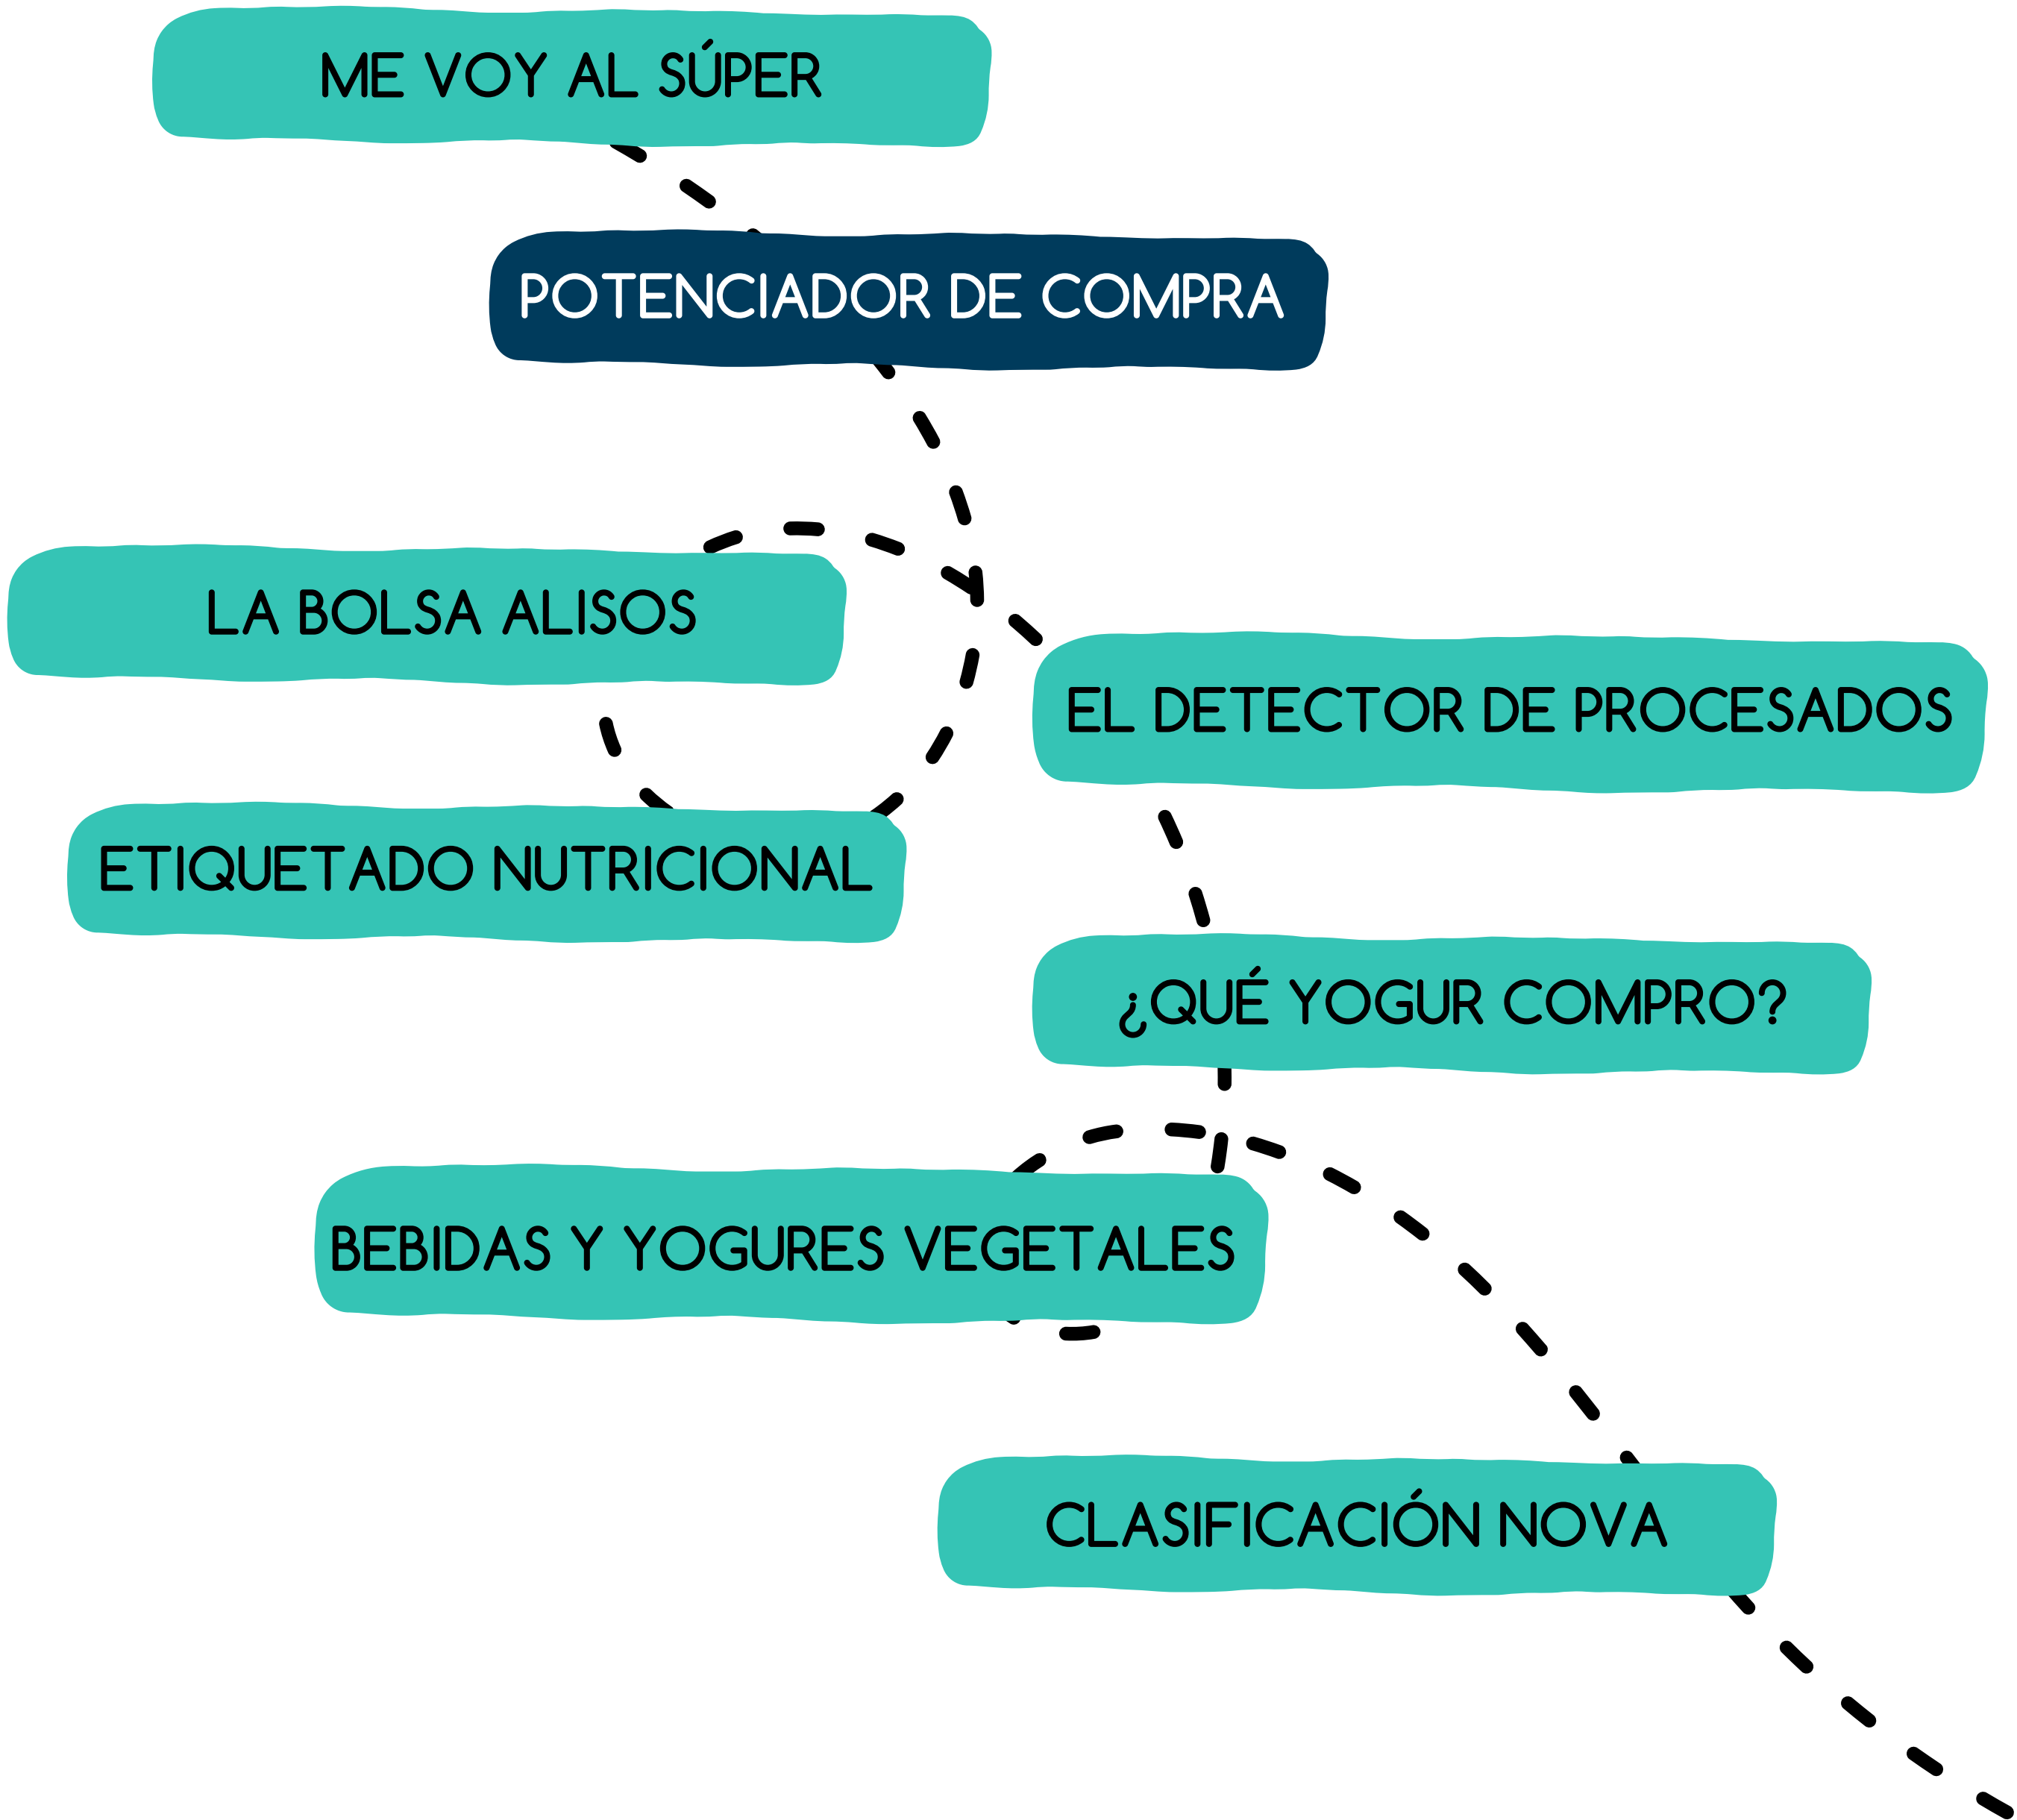 ME VOY AL SÚPER
POTENCIADOR DE COMPRA
LA BOLSA ALISOS
EL DETECTOR DE PROCESADOS
ETIQUETADO NUTRICIONAL
¿QUÉ YOGUR COMPRO?
BEBIDAS Y YOGURES VEGETALES
CLASIFICACIÓN NOVA